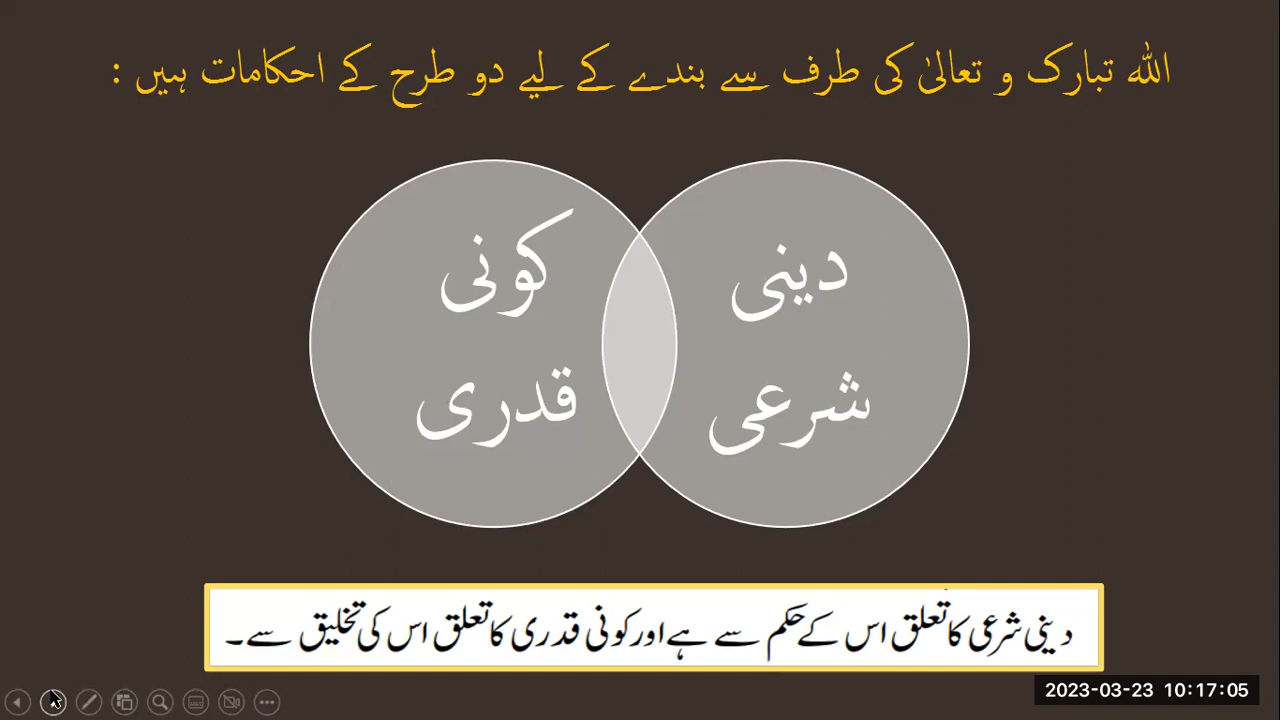 اللہ تبارک و تعالیٰ کی طرف سے بندے کے لیے دو طرح کے احکامات ہیں :
دینی
شرعی
کونی
قدری
دینی شرعی کا تعلق اس کے حکم سے ہے اور کونی قدری کا تعلق اس کی تخلیق سے۔
2023-03-23 10:17:05